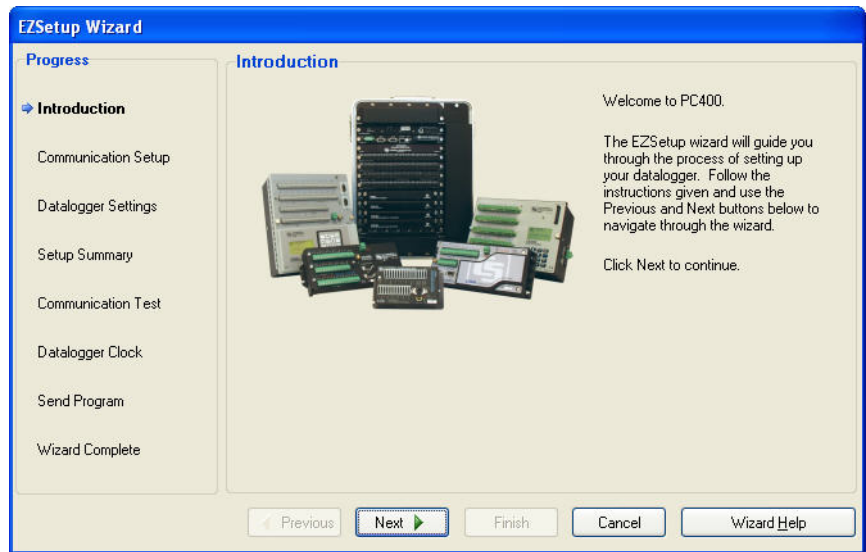 EZSetup Wizard
Progress
Introduction
Communication Setup
Datalogger Settings
Setup Summary
Communication Test
Datalogger Clock
Send Program
Wizard Complete
Introduction
Welcome to PC400.
The EZSetup wizard will guide you
through the process of setting up
your datalogger. Follow the
instructions given and use the
Previous and Next buttons below to
navigate through the wizard.
Click Next to continue.
Previous
Next
Finish
Cancel
Wizard Help